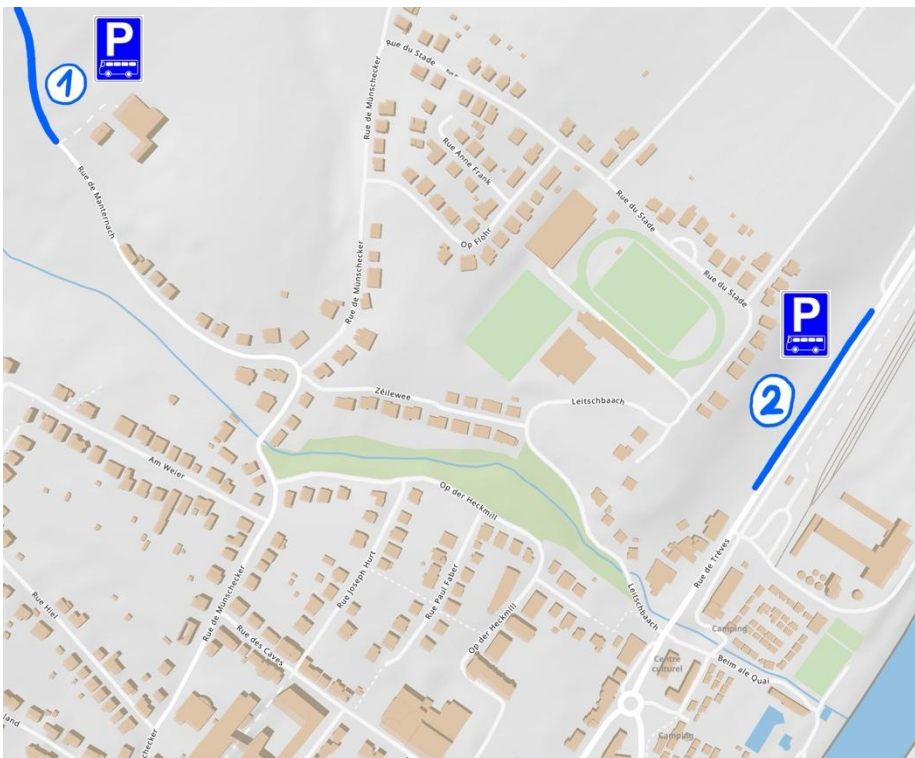 P
1
Rue du Stade
Rue de Münschecker
Rue Anne Frank
Rue de Manternach
Rue du Stade
Op Flohr
Rue de Münschecker
Rue du Stade
P
2
Zéilewee
Leitschbaach
Am Weier
Op der Heckmill
Rue de Trèves
Rue Joseph Hurt
Rue Paul Faber
Leitschbaach
Rue Hiel
Rue de Münschecker
Op der Heckmill
Camping
Rue des Caves
Centre
culturel
Beim ale Quai
Camping
land
schecker